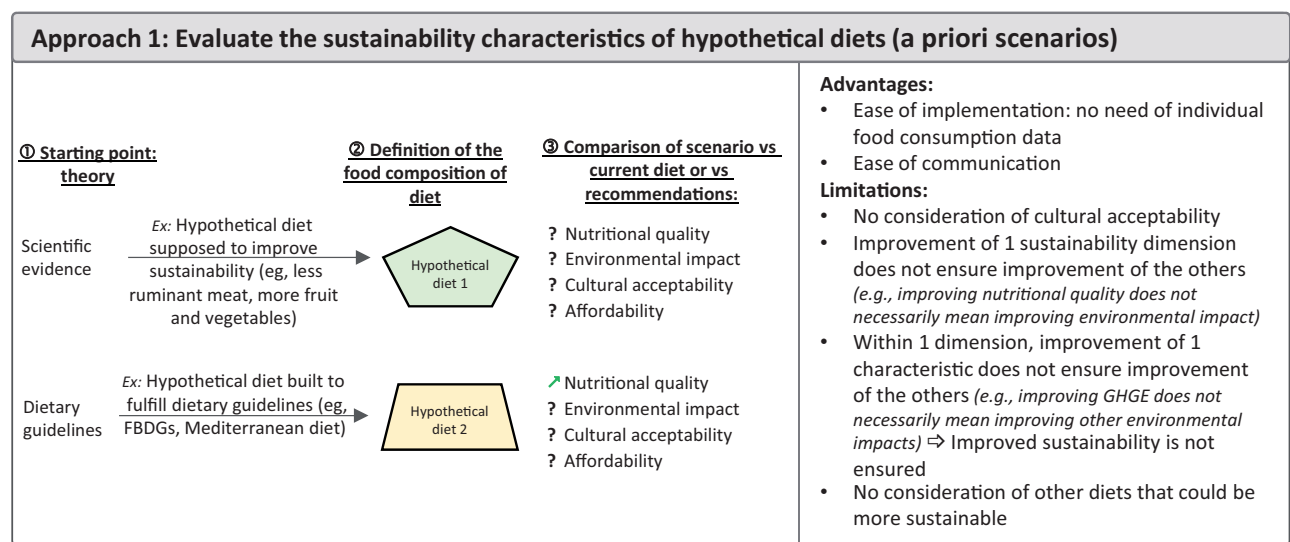 Approach 1: Evaluate the sustainability characteristics of hypothetical diets (a priori scenarios)
① Starting point:
theory
② Definition of the
food composition of
diet
③ Comparison of scenario vs
current diet or vs
recommendations:
Scientific
evidence
Ex: Hypothetical diet
supposed to improve
sustainability (eg, less
ruminant meat, more fruit
and vegetables)
Hypothetical
diet 1
? Nutritional quality
? Environmental impact
? Cultural acceptability
? Affordability
Dietary
guidelines
Ex: Hypothetical diet built to
fulfill dietary guidelines (eg,
FBDGs, Mediterranean diet)
Hypothetical
diet 2
↗ Nutritional quality
? Environmental impact
? Cultural acceptability
? Affordability
Advantages:
• Ease of implementation: no need of individual
food consumption data
• Ease of communication
Limitations:
• No consideration of cultural acceptability
• Improvement of 1 sustainability dimension
does not ensure improvement of the others
(e.g., improving nutritional quality does not
necessarily mean improving environmental impact)
• Within 1 dimension, improvement of 1
characteristic does not ensure improvement
of the others (e.g., improving GHGE does not
necessarily mean improving other environmental
impacts) ⇨ Improved sustainability is not
ensured
• No consideration of other diets that could be
more sustainable